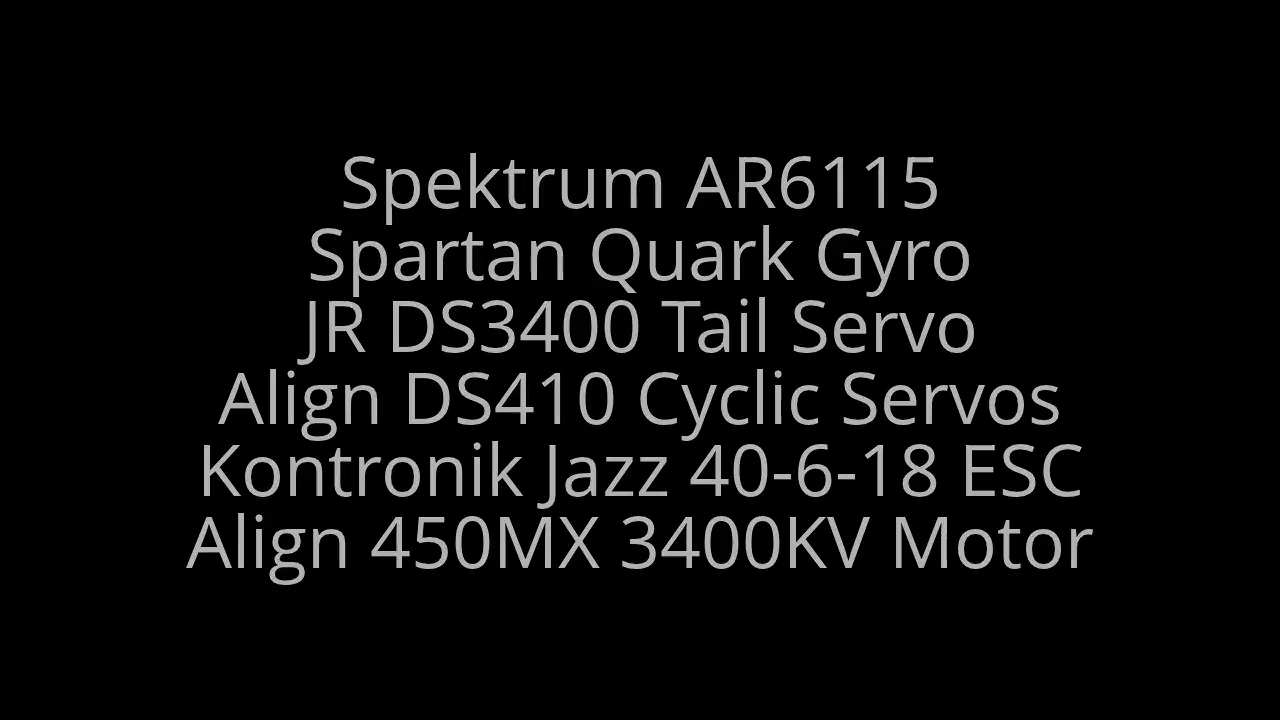 Spektrum AR6115
Spartan Quark Gyro
JR DS3400 Tail Servo
Align DS410 Cyclic Servos
Kontronik Jazz 40-6-18 ESC
Align 450MX 3400KV Motor